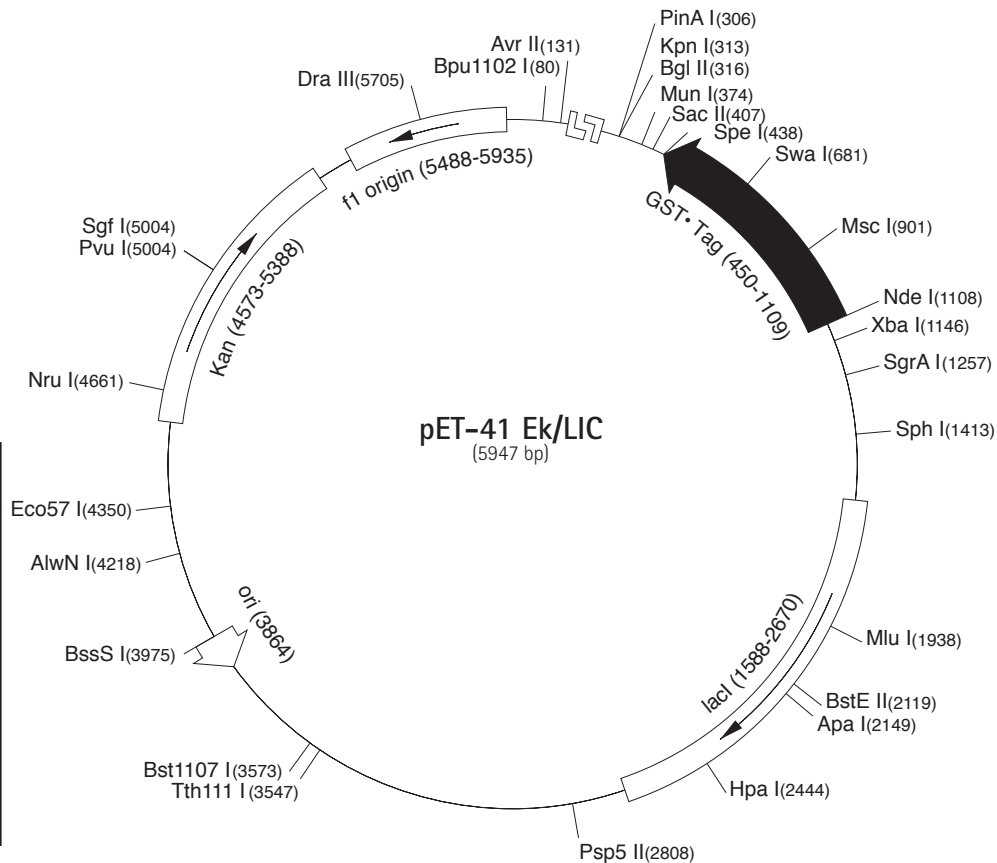 PinA I(306)
Avr II(131)
Kpn I(313)
Bpu1102 I(80)
Bgl II(316)
Dra III(5705)
Mun I(374)
Sac II(407)
Spe I(438)
Swa I(681)
f1 origin (5488-5935)
GST•Tag (450-1109)
Sgf I(5004)
Pvu I(5004)
Msc I(901)
Kan (4573-5388)
Nde I(1108)
Xba I(1146)
SgrA I(1257)
Nru I(4661)
pET-41 Ek/LIC
(5947 bp)
Sph I(1413)
Eco57 I(4350)
AlwN I(4218)
ori (3864)
lacI (1588-2670)
BssS I(3975)
Mlu I(1938)
BstE II(2119)
Apa I(2149)
Bst1107 I(3573)
Tth111 I(3547)
Hpa I(2444)
Psp5 II(2808)